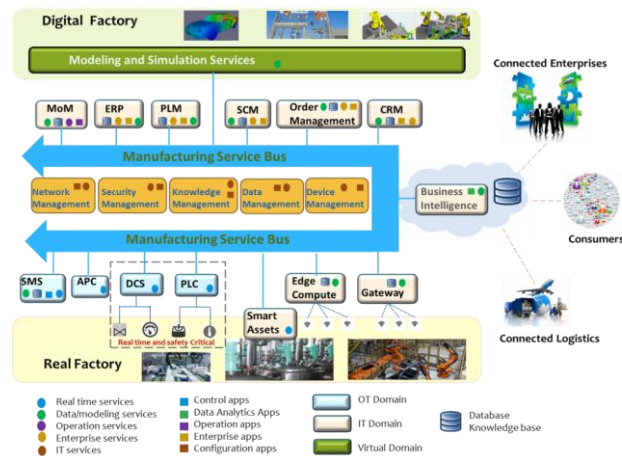 Digital Factory
Modeling and Simulation Services
Connected Enterprises
MoM
ERP
PLM
SCM
Order
Management
CRM
Manufacturing Service Bus
Network
Management
Security
Management
Knowledge
Management
Data
Management
Device
Management
Business
Intelligence
Consumers
Manufacturing Service Bus
SMS
APC
DCS
PLC
Edge
Compute
Gateway
Smart
Assets
Real time and safety Critical
Connected Logistics
Real Factory
Real time services
Data/modeling services
Operation services
Enterprise services
IT services
Control apps
Data Analytics Apps
Operation apps
Enterprise apps
Configuration apps
OT Domain
IT Domain
Virtual Domain
Database
Knowledge base